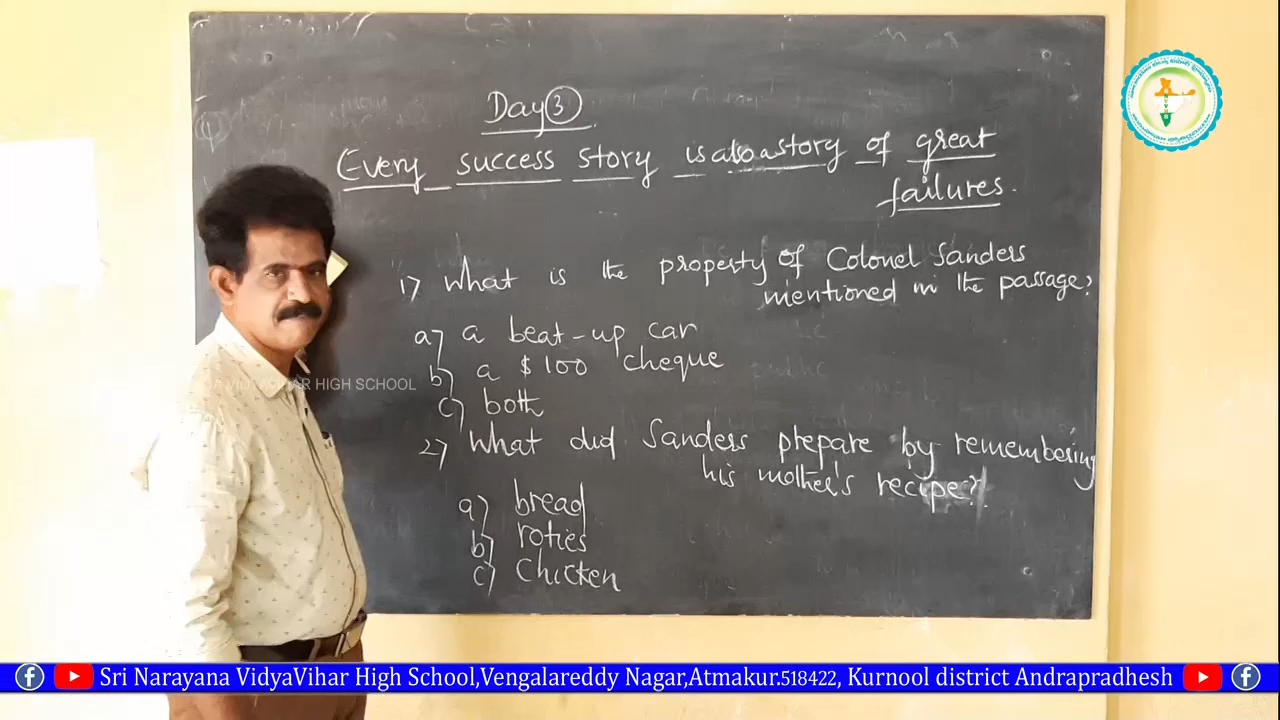 Day 3
Every success story is also a story of great
failures.
1) What is the property of Colonel Sanders
mentioned in the passage?
a) a beat-up car
b) a $ 100 cheque
c) both
2) What did Sanders prepare by remembering
his mother's recipe?
a) bread
b) roties
c) Chicken
VIHAR HIGH SCHOOL
Sri Narayana VidyaVihar High School,Vengalareddy Nagar,Atmakur.518422, Kurnool district Andrapradhesh